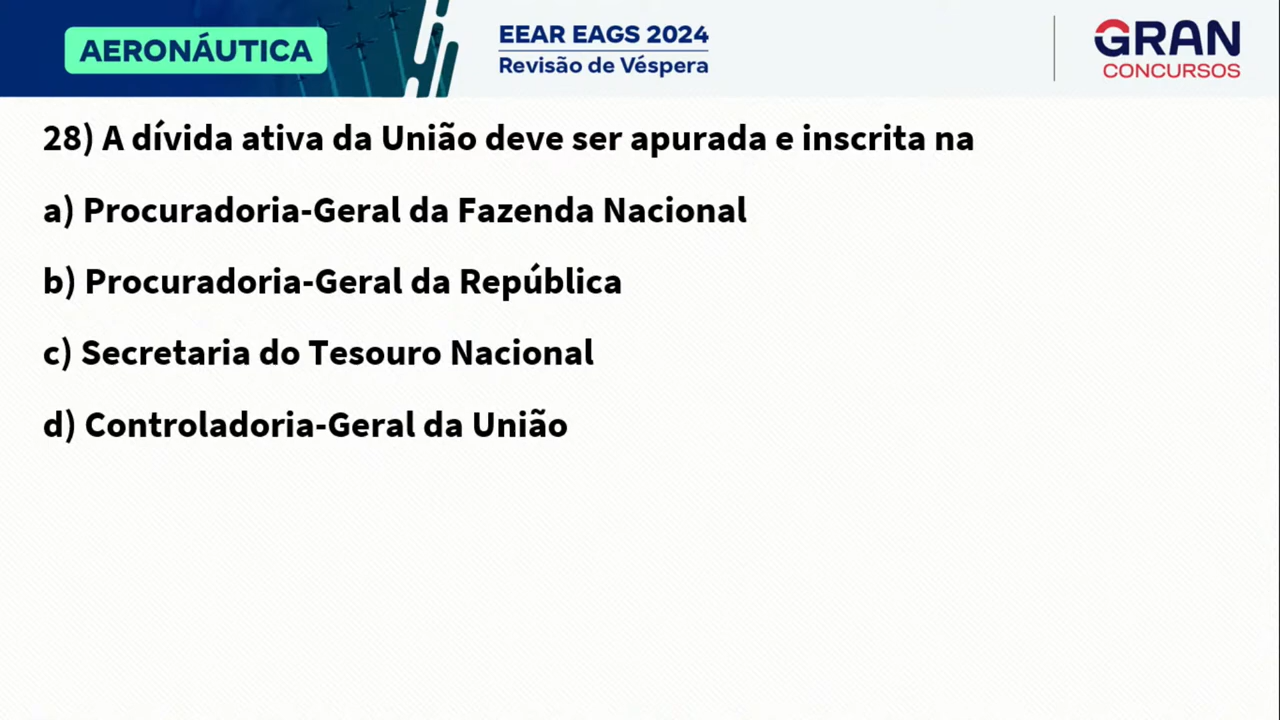 AERONÁUTICA
EEAR EAGS 2024
Revisão de Véspera
GRAN
CONCURSOS
28) A dívida ativa da União deve ser apurada e inscrita na
a) Procuradoria-Geral da Fazenda Nacional
b) Procuradoria-Geral da República
c) Secretaria do Tesouro Nacional
d) Controladoria-Geral da União